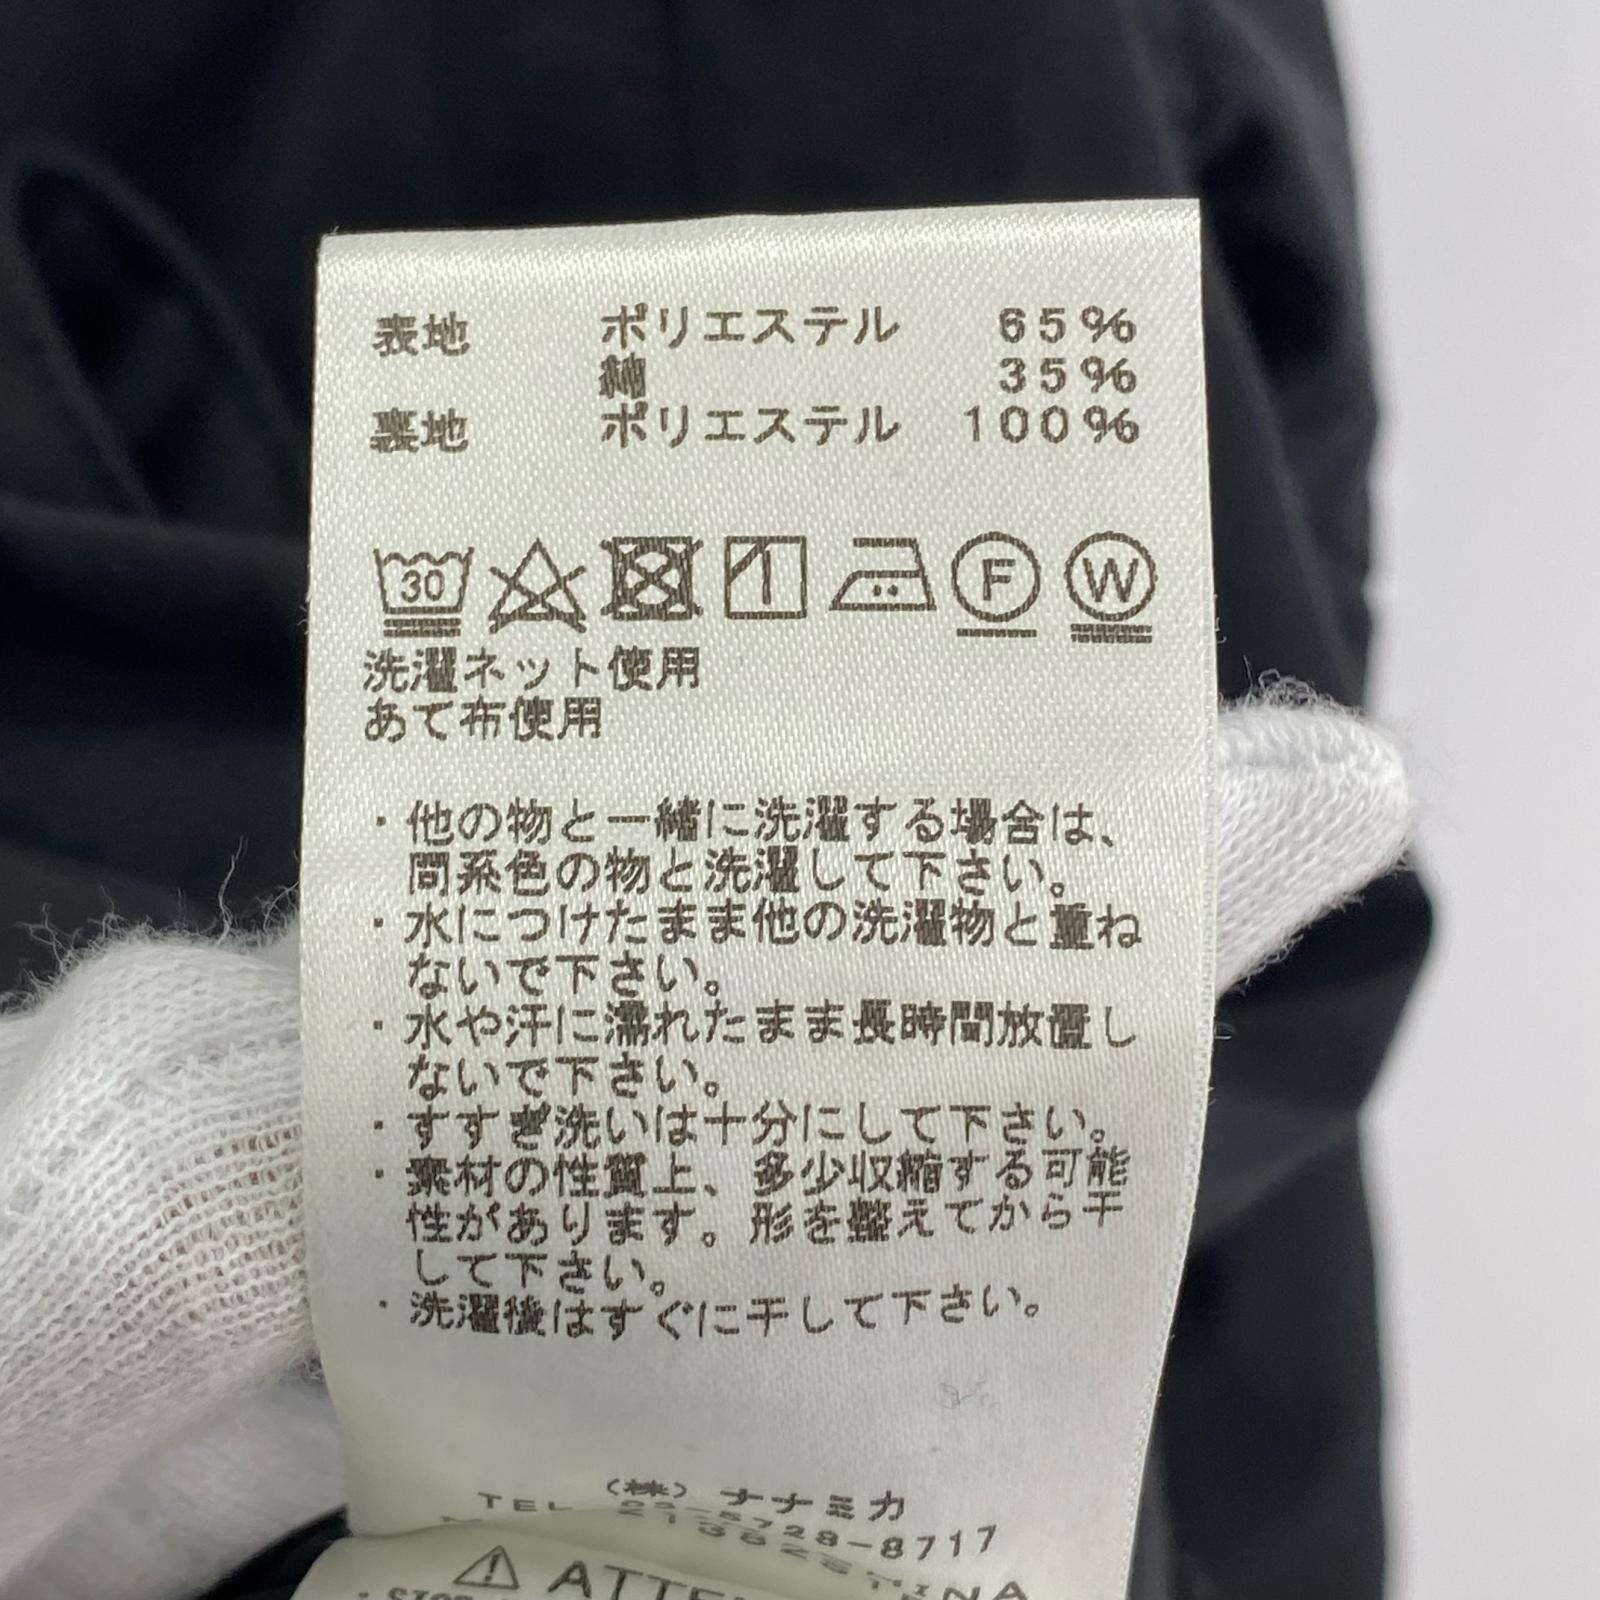 表地 ポリエステル 65%
綿 35%
裏地 ポリエステル 100%
30 F W
洗濯ネット使用
あて布使用
・他の物と一緒に洗濯する場合は、
同系色の物と洗濯して下さい。
・水につけたまま他の洗濯物と重ね
ないで下さい。
・水や汗に濡れたまま長時間放置し
ないで下さい。
・すすぎ洗いは十分にして下さい。
・素材の性質上、多少収縮する可能
性があります。形を整えてから干
して下さい。
・洗濯後はすぐに干して下さい。
(株)ナナミカ
TEL 03-5728-8717